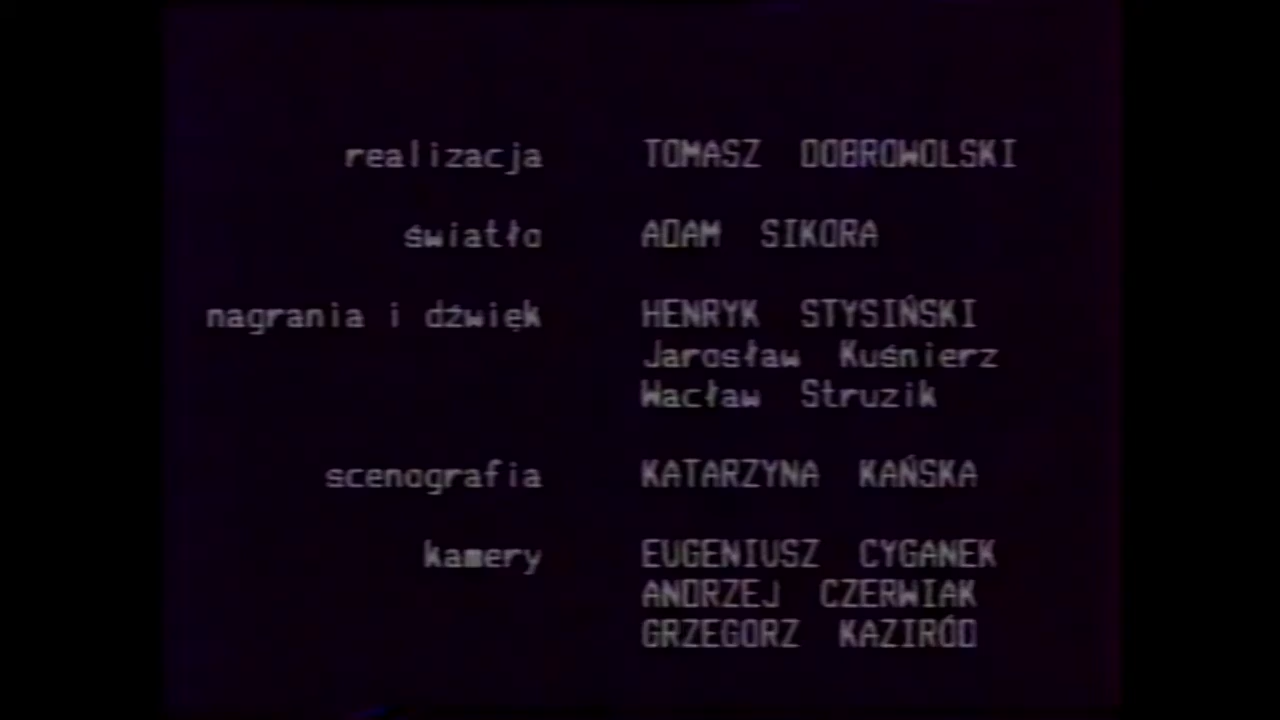 realizacja TOMASZ DOBROWOLSKI
światło ADAM SIKORA
nagrania i dźwięk HENRYK STYSIŃSKI
Jarosław Kuśnierz
Wacław Struzik
scenografia KATARZYNA KAŃSKA
kamery EUGENIUSZ CYGANEK
ANDRZEJ CZERWIAK
GRZEGORZ KAZIRÓD